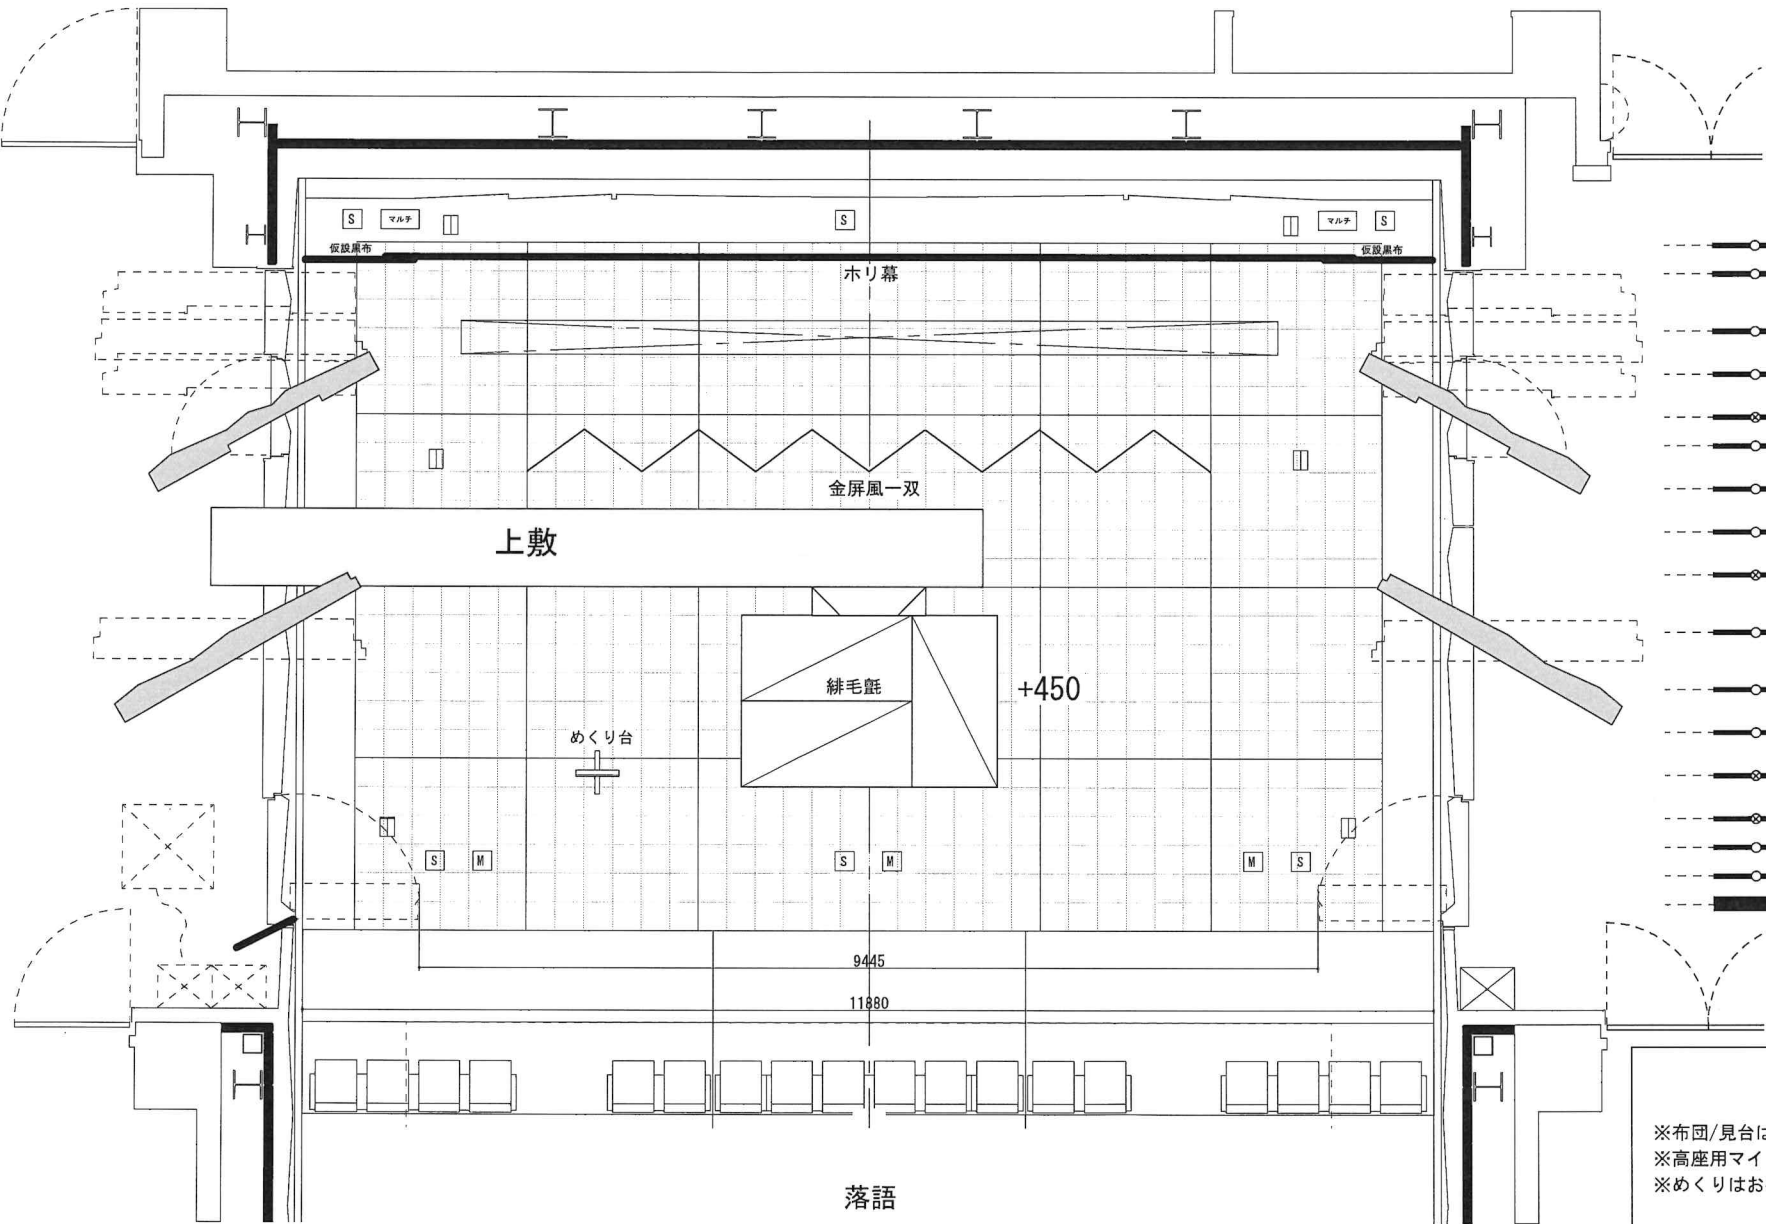 S マルチ S マルチ S
仮設黒布 仮設黒布
ホリ幕
金屏風一双
上敷
緋毛氈
+450
めくり台
S M S M M S
9445
11880
※布団/見台は
※高座用マイ
※めくりはお
落語